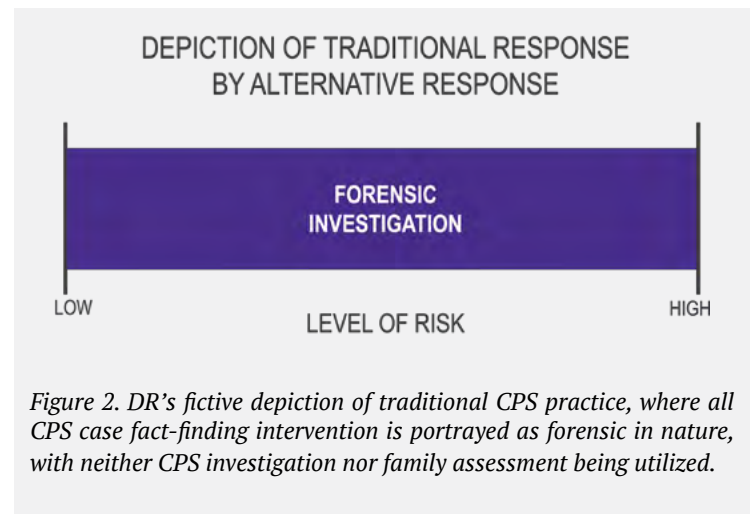 DEPICTION OF TRADITIONAL RESPONSE
BY ALTERNATIVE RESPONSE
FORENSIC
INVESTIGATION
LOW
HIGH
LEVEL OF RISK
Figure 2. DR's fictive depiction of traditional CPS practice, where all
CPS case fact-finding intervention is portrayed as forensic in nature,
with neither CPS investigation nor family assessment being utilized.